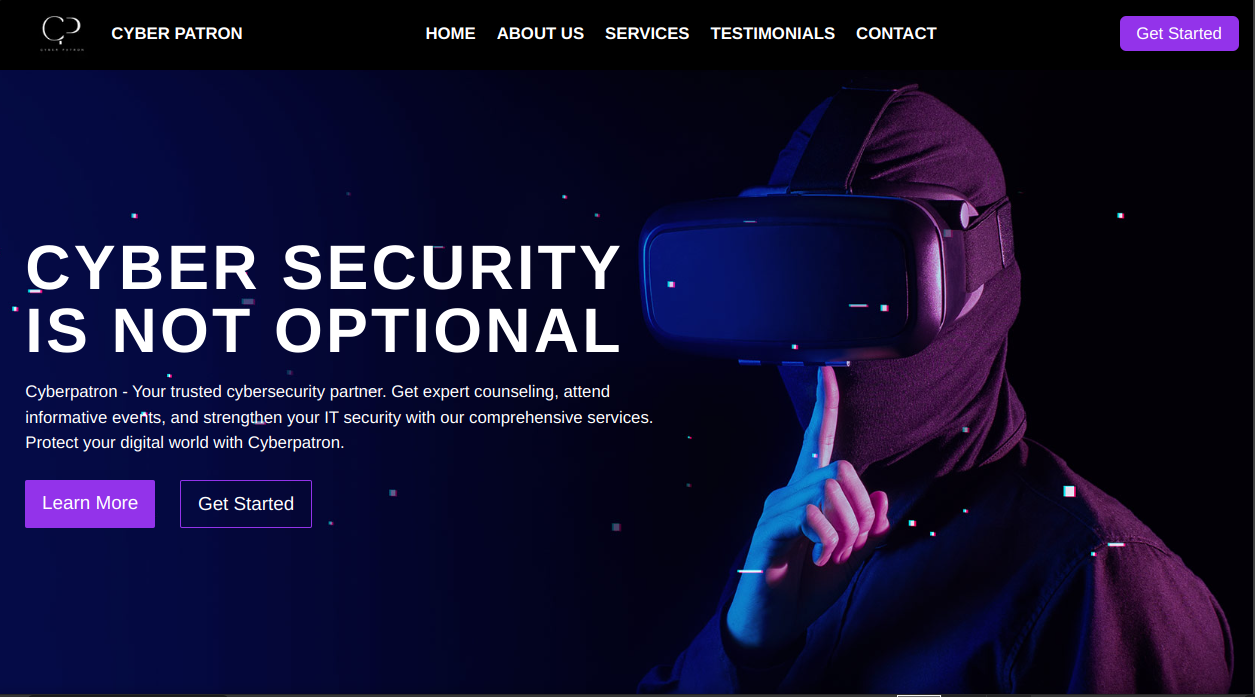 CP
CYBER PATRON
CYBER PATRON
HOME ABOUT US SERVICES TESTIMONIALS CONTACT
Get Started
CYBER SECURITY
IS NOT OPTIONAL
Cyberpatron - Your trusted cybersecurity partner. Get expert counseling, attend
informative events, and strengthen your IT security with our comprehensive services.
Protect your digital world with Cyberpatron.
Learn More
Get Started